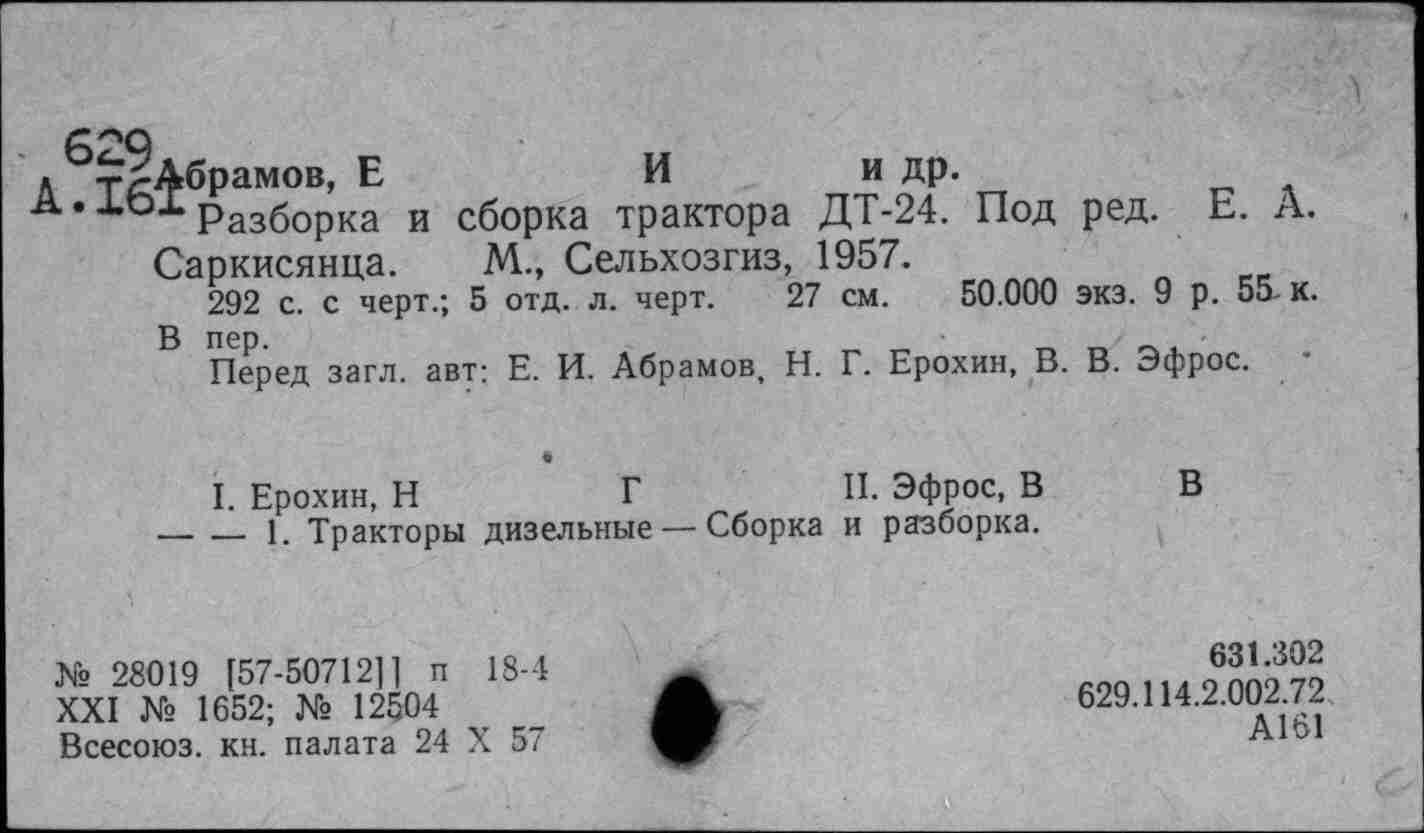 629
А.161
Абрамов, Е И и др.
Разборка и сборка трактора ДТ-24. Под ред. Е. А.
Саркисянца. М., Сельхозгиз, 1957.
292 с. с черт.; 5 отд. л. черт. 27 см. 50.000 экз. 9 р. 55 к.
В пер.
Перед загл. авт: Е. И. Абрамов, Н. Г. Ерохин, В. В. Эфрос.
I. Ерохин, Н Г II. Эфрос, В В
— — 1. Тракторы дизельные — Сборка и разборка.
№ 28019 [57-50712]] п 18-4
XXI № 1652; № 12504
Всесоюз. кн. палата 24 X 57
631.302
629.114.2.002.72
А161